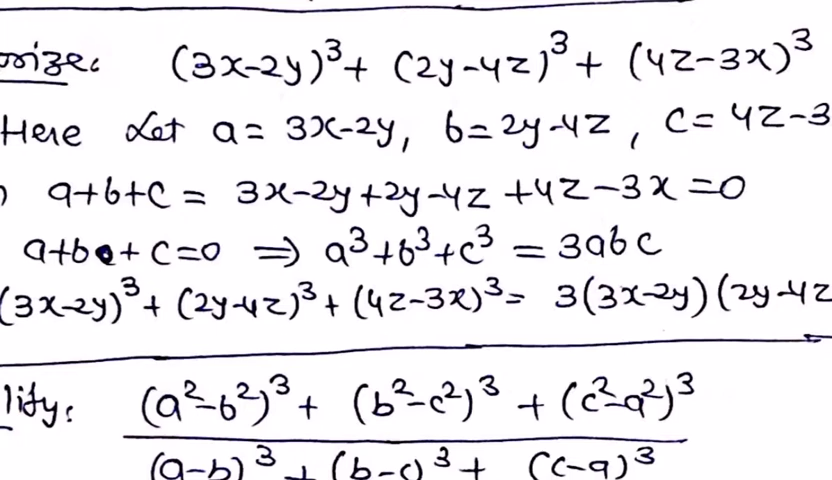 orize: (3x-2y)³ + (2y-4z)³ + (4z-3x)³
Here Let a = 3x-2y, b = 2y-4z, c = 4z-3
a+b+c = 3x-2y+2y-4z+4z-3x = 0
a+b+c=0 ⇒ a³+b³+c³ = 3abc
(3x-2y)³ + (2y-4z)³ + (4z-3x)³ = 3(3x-2y)(2y-4z
lify: (a²-b²)³ + (b²-c²)³ + (c²-a²)³
(a-b)³ + (b-c)³ + (c-a)³